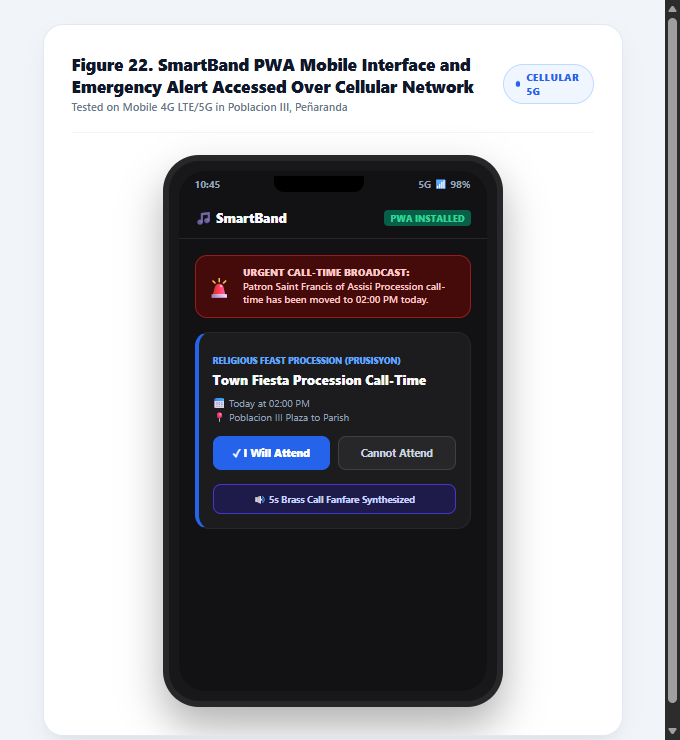 Figure 22. SmartBand PWA Mobile Interface and
Emergency Alert Accessed Over Cellular Network
Tested on Mobile 4G LTE/5G in Poblacion III, Peñaranda
CELLULAR
5G
10:45
5G 📶 98%
🎵 SmartBand
PWA INSTALLED
URGENT CALL-TIME BROADCAST:
Patron Saint Francis of Assisi Procession call-
time has been moved to 02:00 PM today.
RELIGIOUS FEAST PROCESSION (PRUSISYON)
Town Fiesta Procession Call-Time
📅 Today at 02:00 PM
📍 Poblacion III Plaza to Parish
✓ I Will Attend
Cannot Attend
🔊 5s Brass Call Fanfare Synthesized